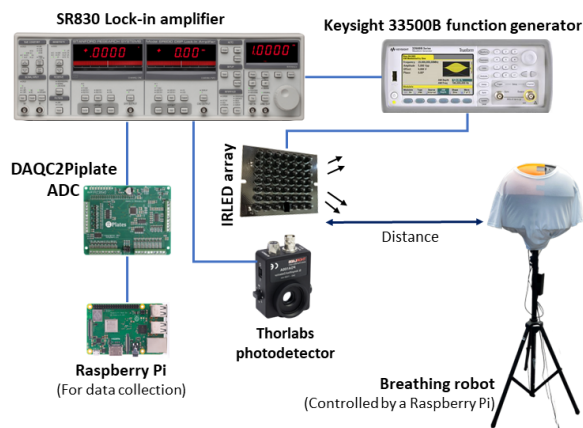 SR830 Lock-in amplifier
Keysight 33500B function generator
DAQC2Piplate
ADC
IRLED array
Distance
Thorlabs
photodetector
Raspberry Pi
(For data collection)
Breathing robot
(Controlled by a Raspberry Pi)